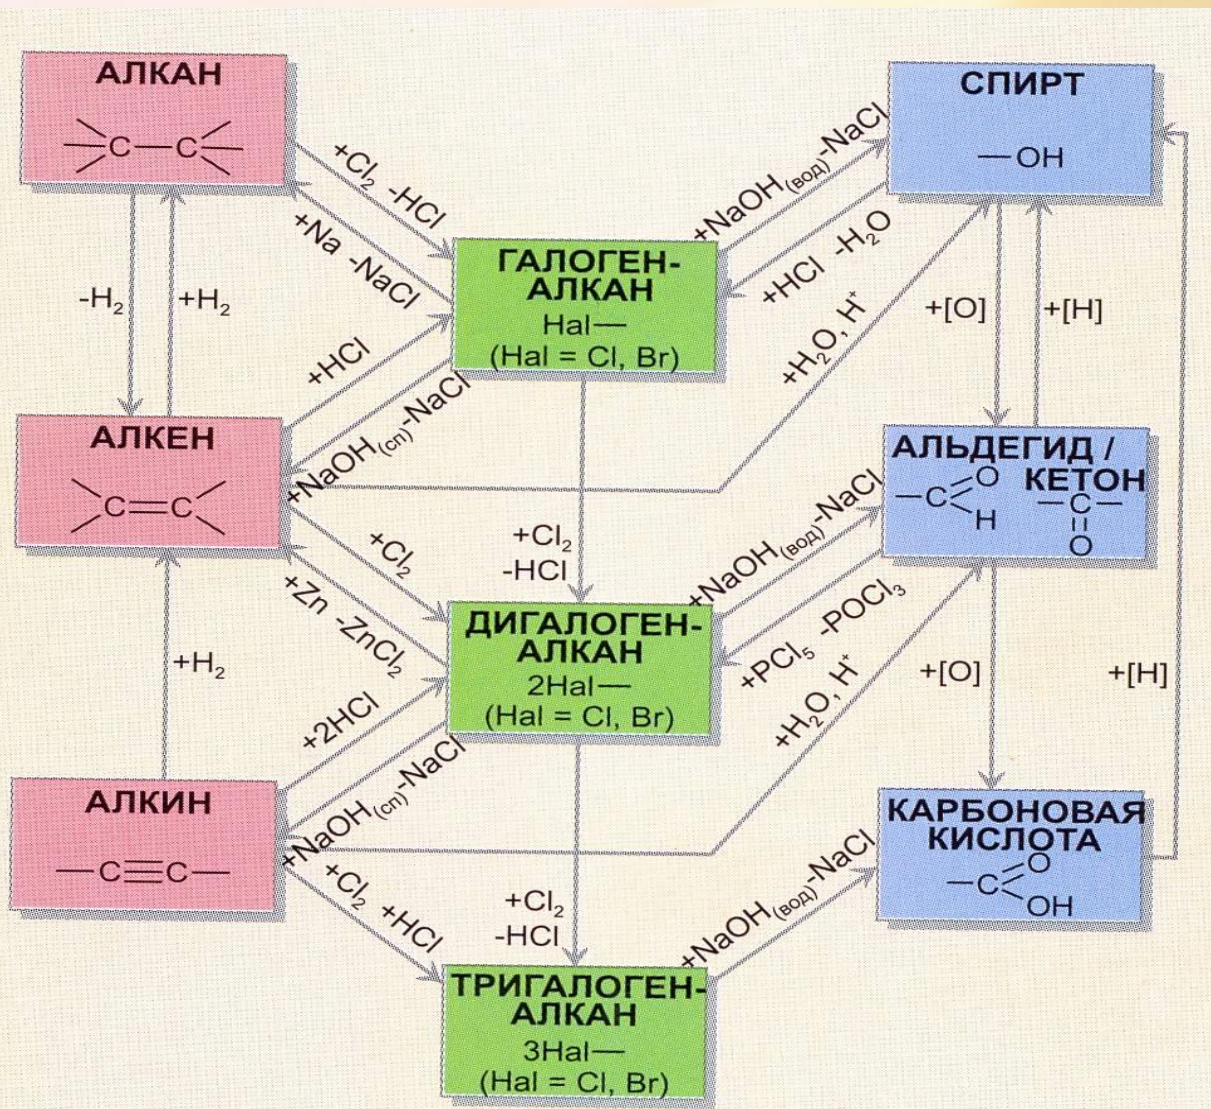 АЛКАН
C—C
СПИРТ
—OH
+Cl₂ -HCl
+Na -NaCl
+NaOH(вод)-NaCl
+HCl -H₂O
ГАЛОГЕН-
АЛКАН
Hal—
(Hal = Cl, Br)
-H₂
+H₂
+HCl
+NaOH(сп)-NaCl
+H₂O, H⁺
+[O]
+[H]
АЛКЕН
C=C
АЛЬДЕГИД /
КЕТОН
—C
O
H
—C—
O
+Cl₂
+Zn -ZnCl₂
+Cl₂
-HCl
+NaOH(вод)-NaCl
+PCl₅ -POCl₃
ДИГАЛОГЕН-
АЛКАН
2Hal—
(Hal = Cl, Br)
+H₂
+2HCl
+NaOH(сп)-NaCl
+H₂O, H⁺
+[O]
+[H]
АЛКИН
—C≡C—
КАРБОНОВАЯ
КИСЛОТА
—C
O
OH
+Cl₂ +HCl
+Cl₂
-HCl
+NaOH(вод)-NaCl
ТРИГАЛОГЕН-
АЛКАН
3Hal—
(Hal = Cl, Br)